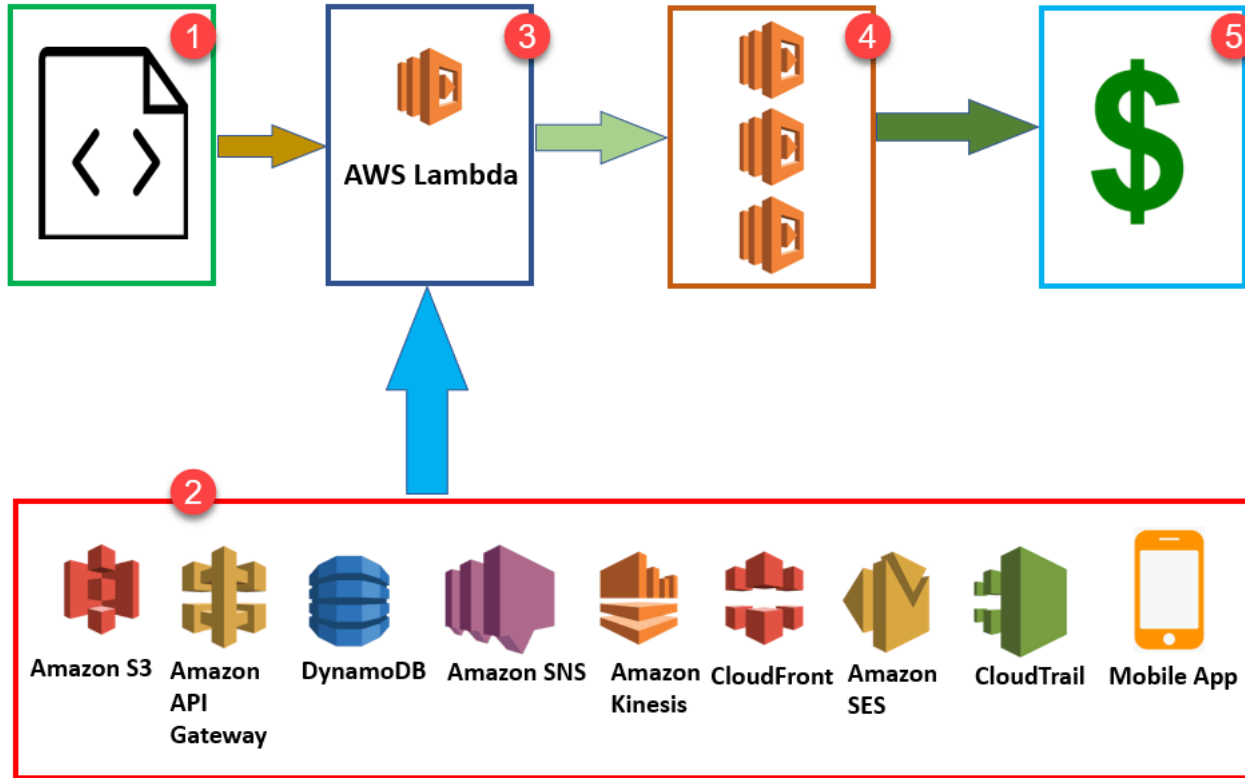 1
3
4
5
AWS Lambda
$
2
Amazon S3
Amazon
API
Gateway
DynamoDB
Amazon SNS
Amazon
Kinesis
CloudFront
Amazon
SES
CloudTrail
Mobile App